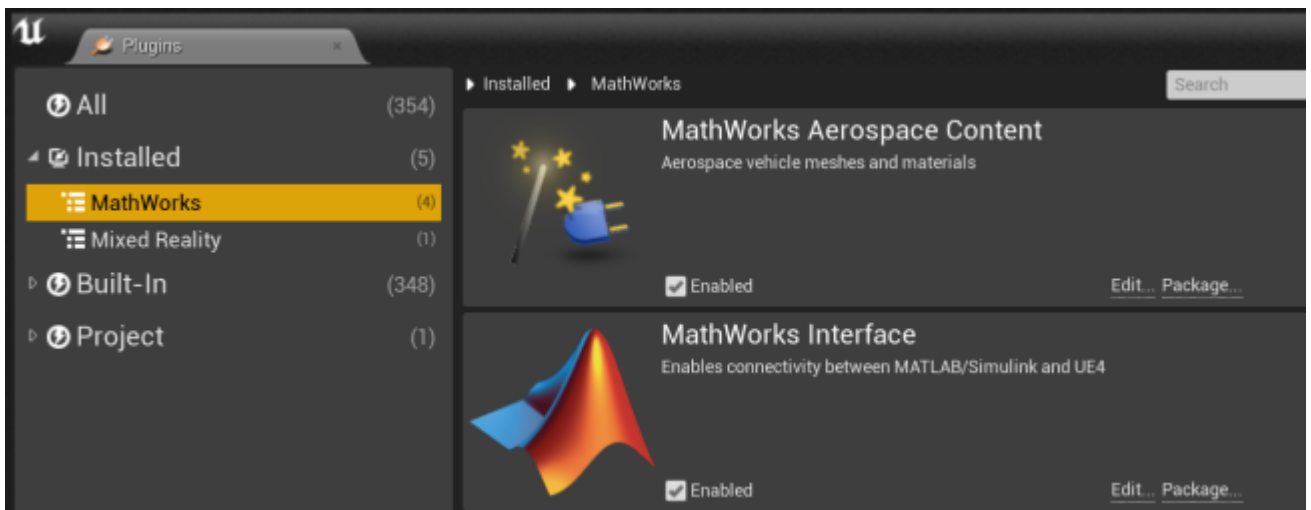 Plugins
All (354)
Installed (5)
MathWorks (4)
Mixed Reality (1)
Built-In (348)
Project (1)
Installed MathWorks
Search
MathWorks Aerospace Content
Aerospace vehicle meshes and materials
Enabled
Edit... Package...
MathWorks Interface
Enables connectivity between MATLAB/Simulink and UE4
Enabled
Edit... Package...